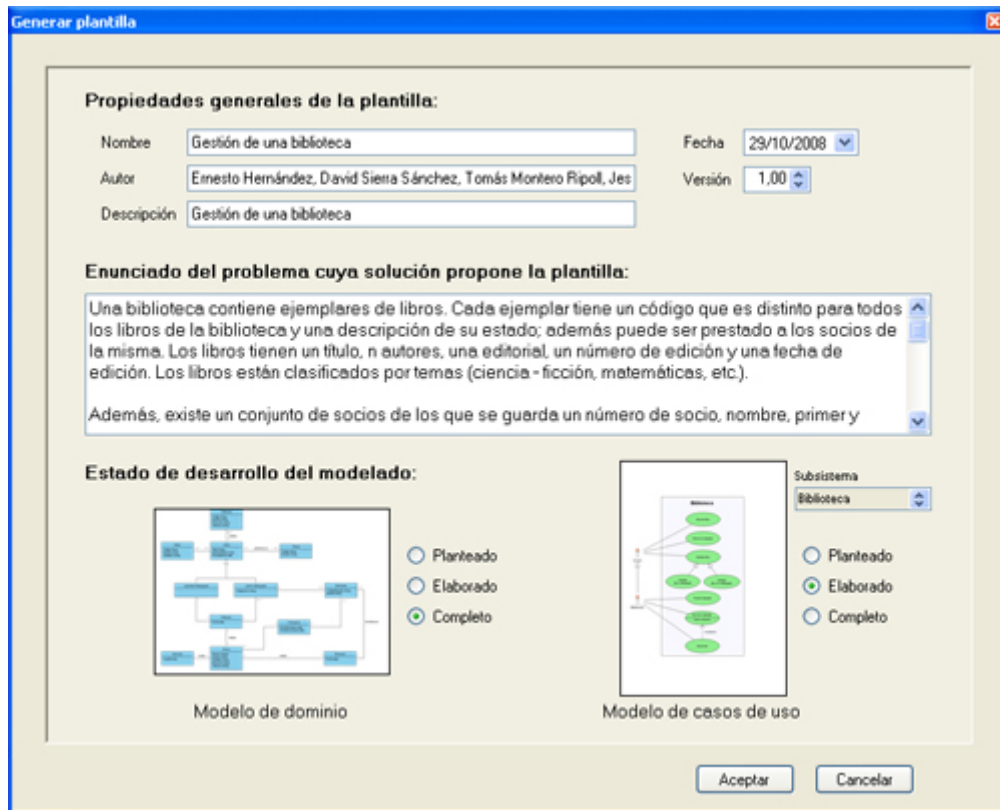 Generar plantilla
Propiedades generales de la plantilla:
Nombre
Gestión de una biblioteca
Fecha
29/10/2008
Autor
Ernesto Hernández, David Sierra Sánchez, Tomás Montero Ripoll, Jes
Versión
1,00
Descripción
Gestión de una biblioteca
Enunciado del problema cuya solución propone la plantilla:
Una biblioteca contiene ejemplares de libros. Cada ejemplar tiene un código que es distinto para todos
los libros de la biblioteca y una descripción de su estado; además puede ser prestado a los socios de
la misma. Los libros tienen un título, n autores, una editorial, un número de edición y una fecha de
edición. Los libros están clasificados por temas (ciencia-ficción, matemáticas, etc.).
Además, existe un conjunto de socios de los que se guarda un número de socio, nombre, primer y
Estado de desarrollo del modelado:
Planteado
Elaborado
Completo
Modelo de dominio
Biblioteca
Subsistema
Biblioteca
Planteado
Elaborado
Completo
Modelo de casos de uso
Aceptar
Cancelar